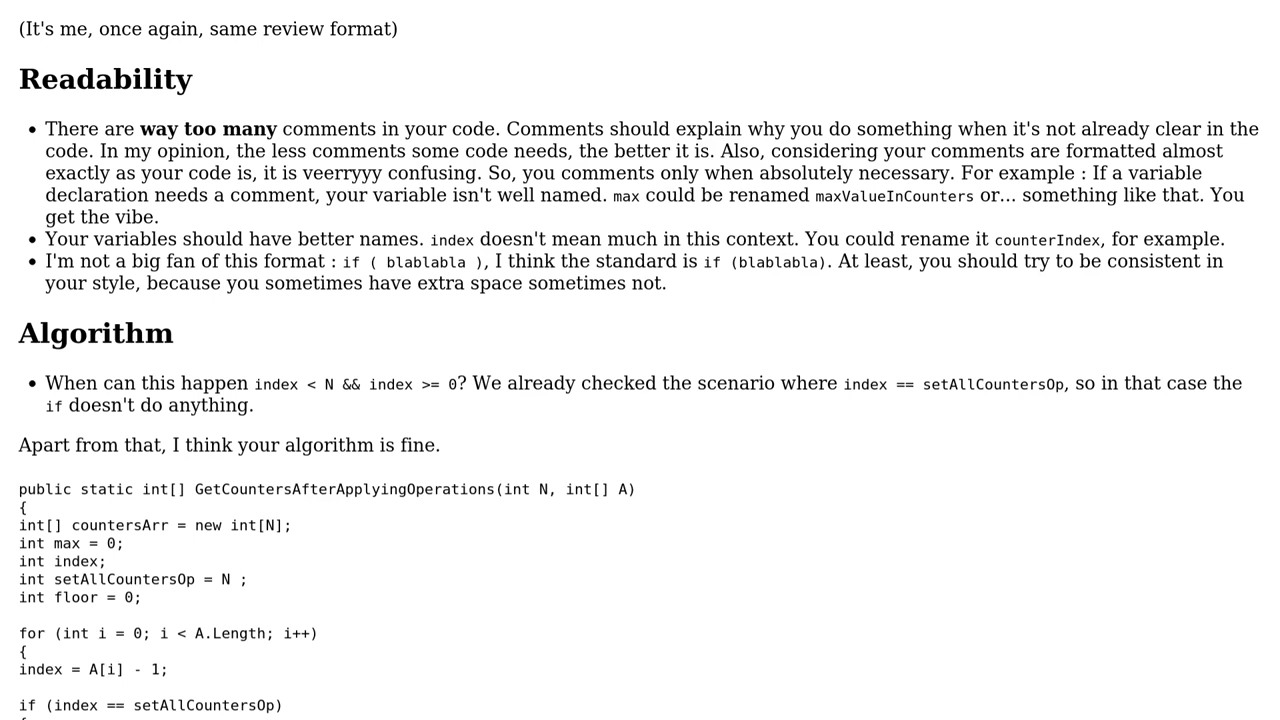 (It's me, once again, same review format)
Readability
There are way too many comments in your code. Comments should explain why you do something when it's not already clear in the
code. In my opinion, the less comments some code needs, the better it is. Also, considering your comments are formatted almost
exactly as your code is, it is veerryyy confusing. So, you comments only when absolutely necessary. For example : If a variable
declaration needs a comment, your variable isn't well named. max could be renamed maxValueInCounters or... something like that. You
get the vibe.
Your variables should have better names. index doesn't mean much in this context. You could rename it counterIndex, for example.
I'm not a big fan of this format : if ( blablabla ), I think the standard is if (blablabla). At least, you should try to be consistent in
your style, because you sometimes have extra space sometimes not.
Algorithm
When can this happen index < N && index >= 0? We already checked the scenario where index == setAllCountersOp, so in that case the
if doesn't do anything.
Apart from that, I think your algorithm is fine.
public static int[] GetCountersAfterApplyingOperations(int N, int[] A)
{
int[] countersArr = new int[N];
int max = 0;
int index;
int setAllCountersOp = N ;
int floor = 0;
for (int i = 0; i < A.Length; i++)
{
index = A[i] - 1;
if (index == setAllCountersOp)